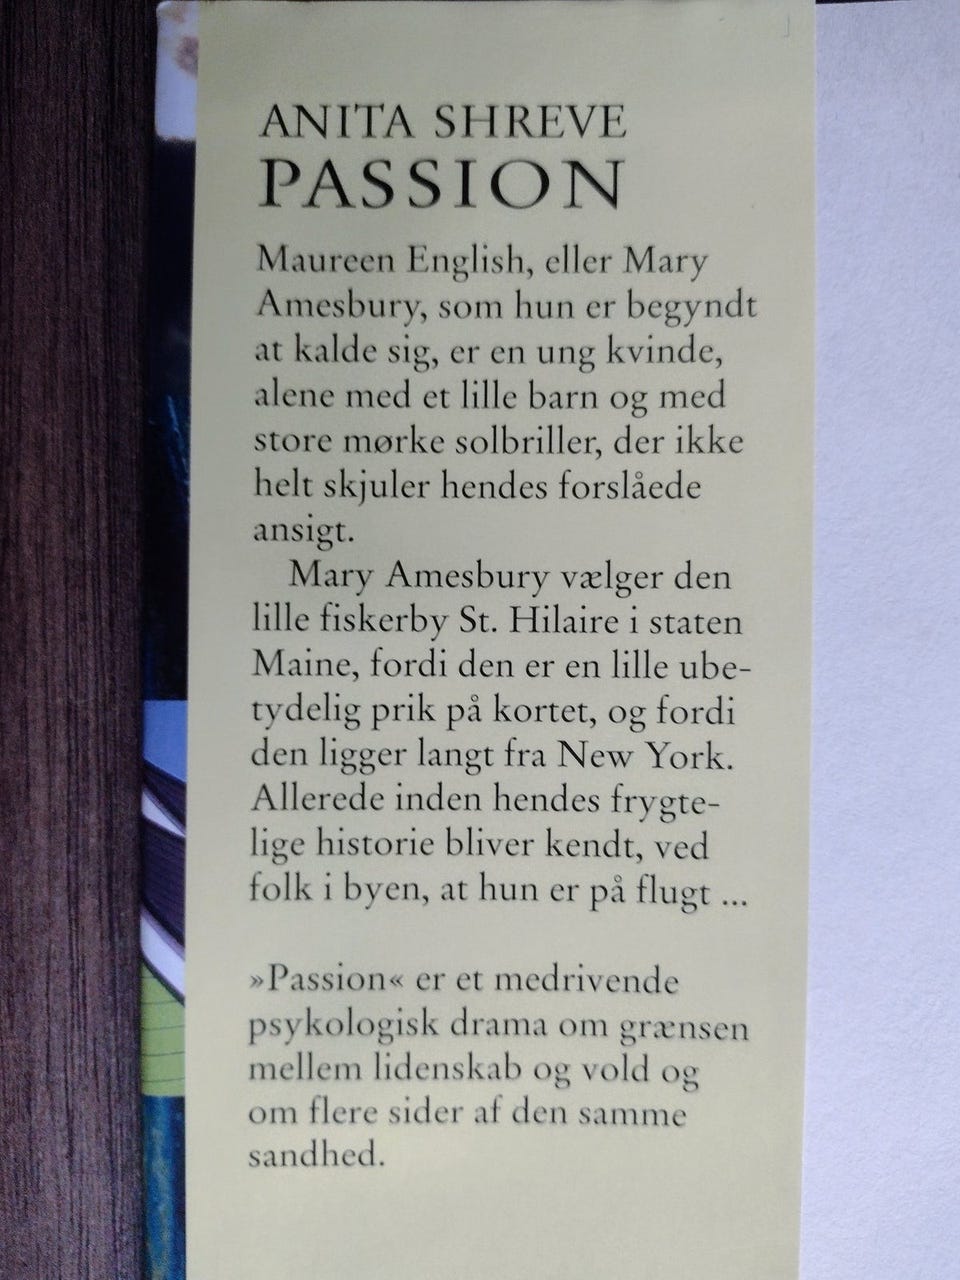 ANITA SHREVE
PASSION
Maureen English, eller Mary
Amesbury, som hun er begyndt
at kalde sig, er en ung kvinde,
alene med et lille barn og med
store mørke solbriller, der ikke
helt skjuler hendes forslåede
ansigt.
Mary Amesbury vælger den
lille fiskerby St. Hilaire i staten
Maine, fordi den er en lille ube-
tydelig prik på kortet, og fordi
den ligger langt fra New York.
Allerede inden hendes frygte-
lige historie bliver kendt, ved
folk i byen, at hun er på flugt ...
»Passion« er et medrivende
psykologisk drama om grænsen
mellem lidenskab og vold og
om flere sider af den samme
sandhed.